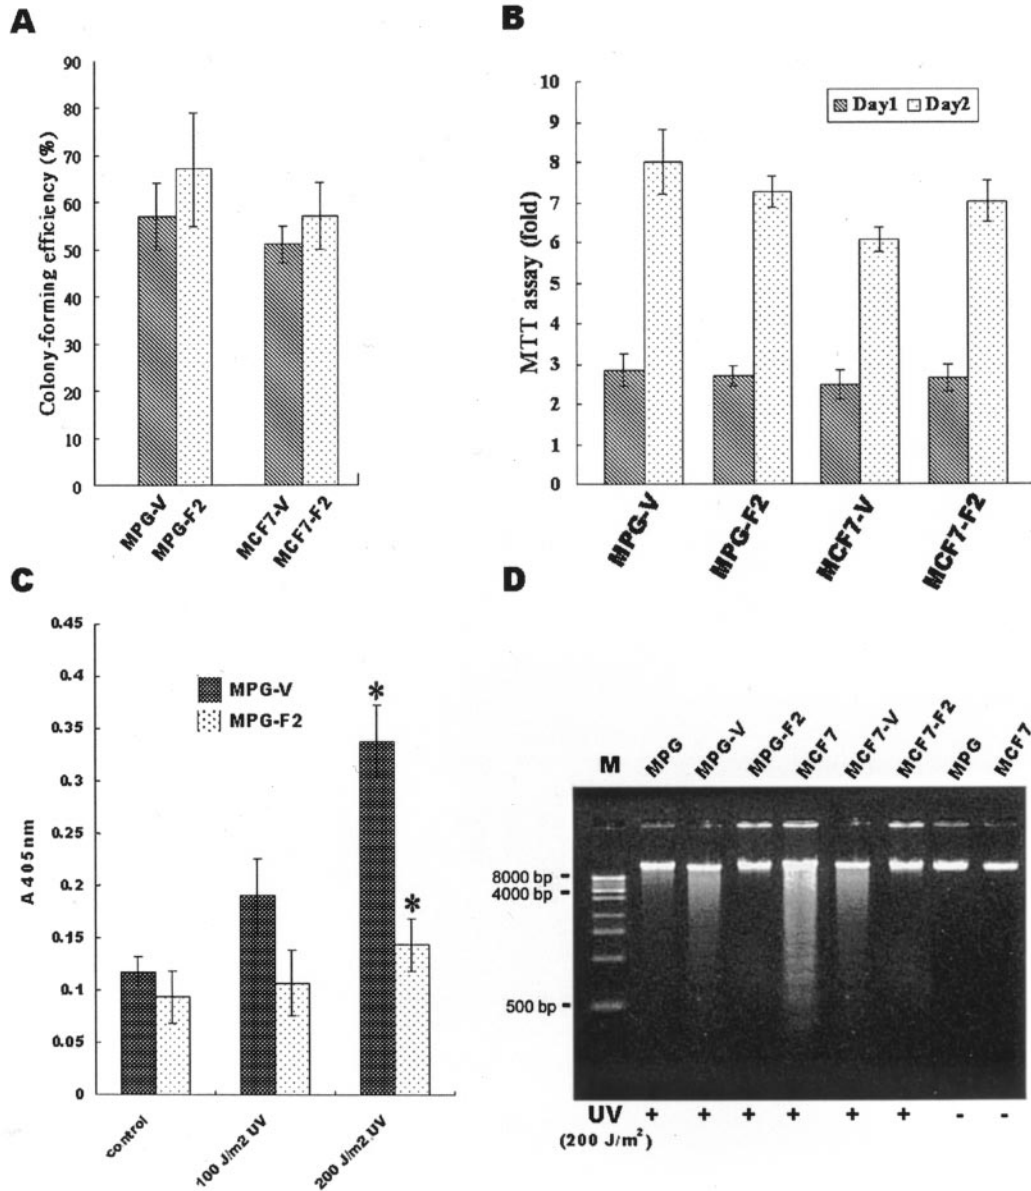 A
Colony-forming efficiency (%)
90
80
70
60
50
40
30
20
10
0
MPG-V
MPG-F2
MCF7-V
MCF7-F2
B
MTT assay (fold)
10
9
8
7
6
5
4
3
2
1
0
Day1 Day2
MPG-V
MPG-F2
MCF7-V
MCF7-F2
C
A405nm
0.45
0.4
0.35
0.3
0.25
0.2
0.15
0.1
0.05
0
MPG-V
MPG-F2
*
*
control
100 J/m2 UV
200 J/m2.UV
D
M MPG MPG-V MPG-F2 MCF7 MCF7-V MCF7-F2 MPG MCF7
8000 bp
4000 bp
500 bp
UV + + + + + + - -
(200 J/m²)